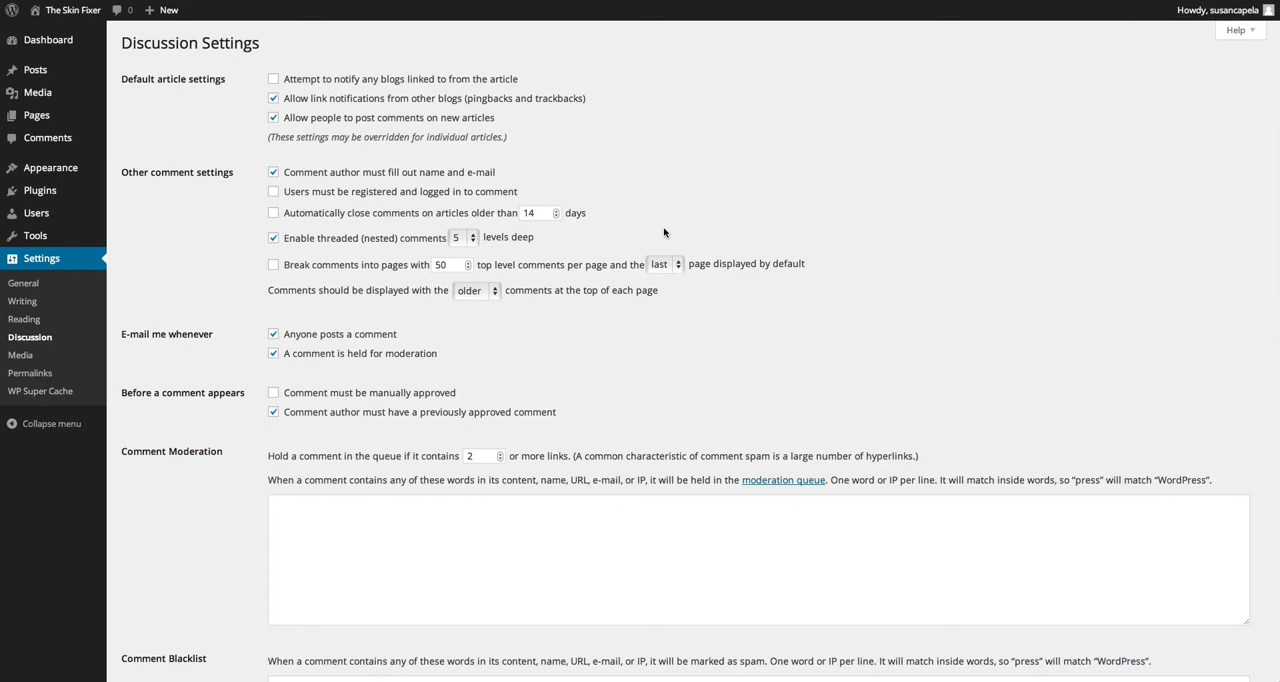 The Skin Fixer 0 New Howdy, susancapela
Help
Dashboard
Posts
Media
Pages
Comments
Appearance
Plugins
Users
Tools
Settings
General
Writing
Reading
Discussion
Media
Permalinks
WP Super Cache
Collapse menu
Discussion Settings
Default article settings
Attempt to notify any blogs linked to from the article
Allow link notifications from other blogs (pingbacks and trackbacks)
Allow people to post comments on new articles
(These settings may be overridden for individual articles.)
Other comment settings
Comment author must fill out name and e-mail
Users must be registered and logged in to comment
Automatically close comments on articles older than 14 days
Enable threaded (nested) comments 5 levels deep
Break comments into pages with 50 top level comments per page and the last page displayed by default
Comments should be displayed with the older comments at the top of each page
E-mail me whenever
Anyone posts a comment
A comment is held for moderation
Before a comment appears
Comment must be manually approved
Comment author must have a previously approved comment
Comment Moderation
Hold a comment in the queue if it contains 2 or more links. (A common characteristic of comment spam is a large number of hyperlinks.)
When a comment contains any of these words in its content, name, URL, e-mail, or IP, it will be held in the moderation queue. One word or IP per line. It will match inside words, so "press" will match "WordPress".
Comment Blacklist
When a comment contains any of these words in its content, name, URL, e-mail, or IP, it will be marked as spam. One word or IP per line. It will match inside words, so "press" will match "WordPress".